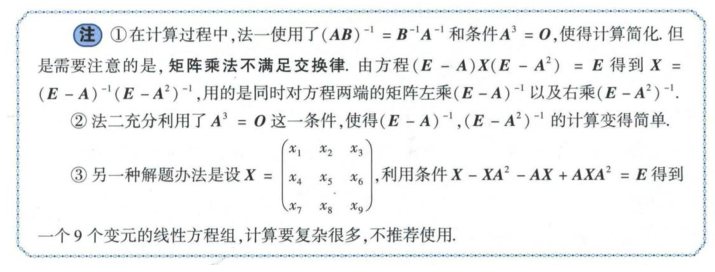 注 ①在计算过程中,法一使用了(AB)⁻¹ = B⁻¹A⁻¹和条件A³ = O,使得计算简化. 但
是需要注意的是,矩阵乘法不满足交换律. 由方程(E − A)X(E − A²) = E 得到 X =
(E − A)⁻¹(E − A²)⁻¹,用的是同时对方程两端的矩阵左乘(E − A)⁻¹以及右乘(E − A²)⁻¹.
②法二充分利用了 A³ = O 这一条件,使得(E − A)⁻¹,(E − A²)⁻¹ 的计算变得简单.
x₁ x₂ x₃
③另一种解题办法是设 X = x₄ x₅ x₆ ,利用条件 X − XA² − AX + AXA² = E 得到
x₇ x₈ x₉
一个 9 个变元的线性方程组,计算要复杂很多,不推荐使用.